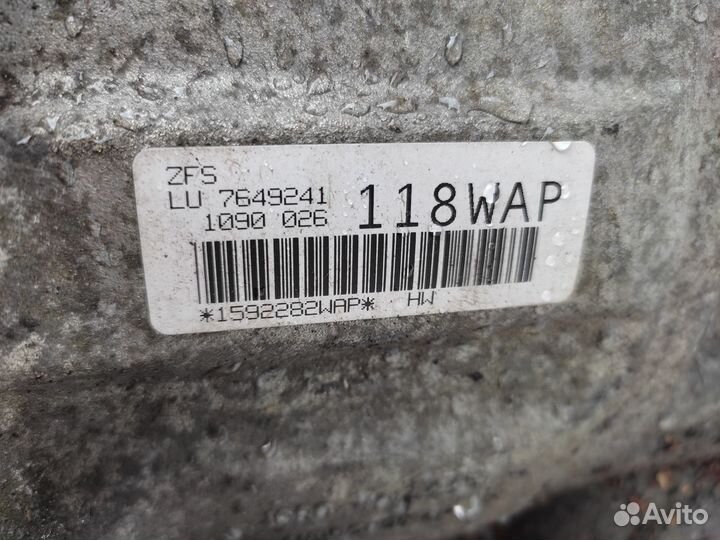 ZFS
LU 7649241
1090 026
118WAP
*1592282WAP* HW
Avito